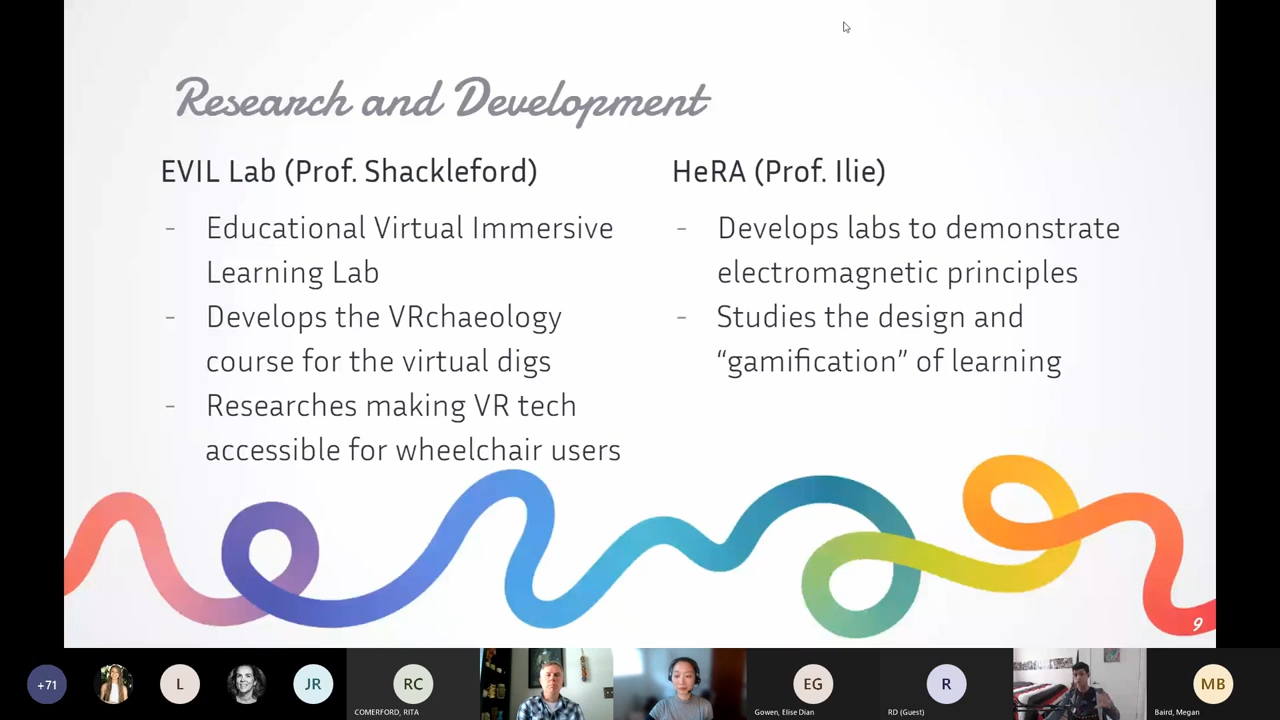 Research and Development
EVIL Lab (Prof. Shackleford)
- Educational Virtual Immersive
Learning Lab
- Develops the VRchaeology
course for the virtual digs
- Researches making VR tech
accessible for wheelchair users
HeRA (Prof. Ilie)
- Develops labs to demonstrate
electromagnetic principles
- Studies the design and
“gamification” of learning
9
+71
L
JR
RC
COMERFORD, RITA
EG
Gowen, Elise Dian
R
RD (Guest)
MB
Baird, Megan